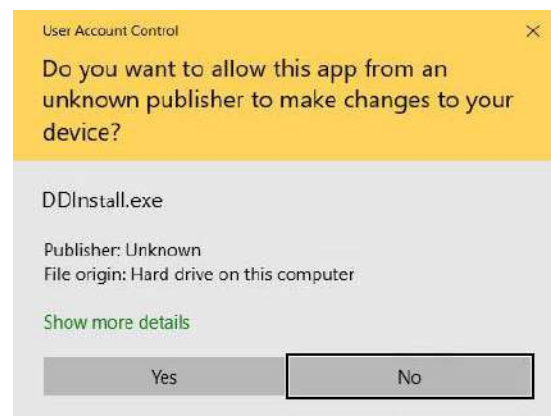 User Account Control
Do you want to allow this app from an
unknown publisher to make changes to your
device?
DDInstall.exe
Publisher: Unknown
File origin: Hard drive on this computer
Show more details
Yes
No